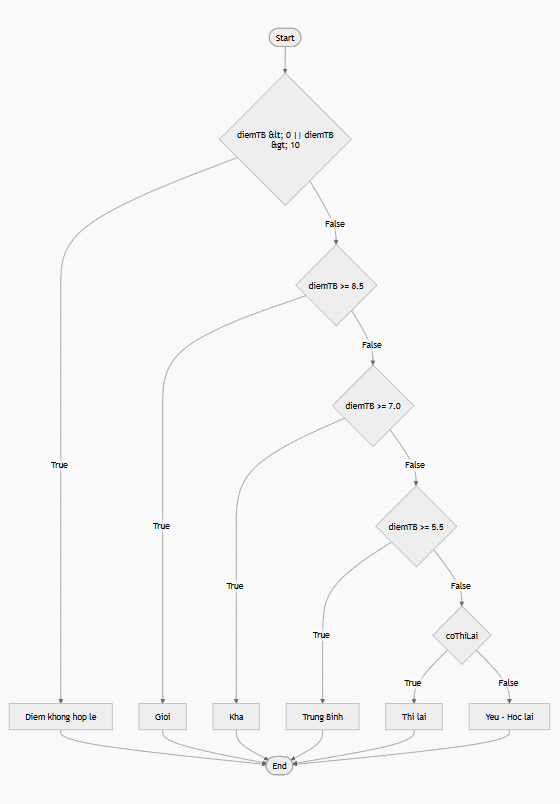 Start
diemTB &lt; 0 || diemTB
&gt; 10
False
diemTB >= 8.5
False
diemTB >= 7.0
True
False
True
diemTB >= 5.5
True
False
True
coThiLai
True
False
Diem khong hop le
Gioi
Kha
Trung Binh
Thi lai
Yeu - Hoc lai
End